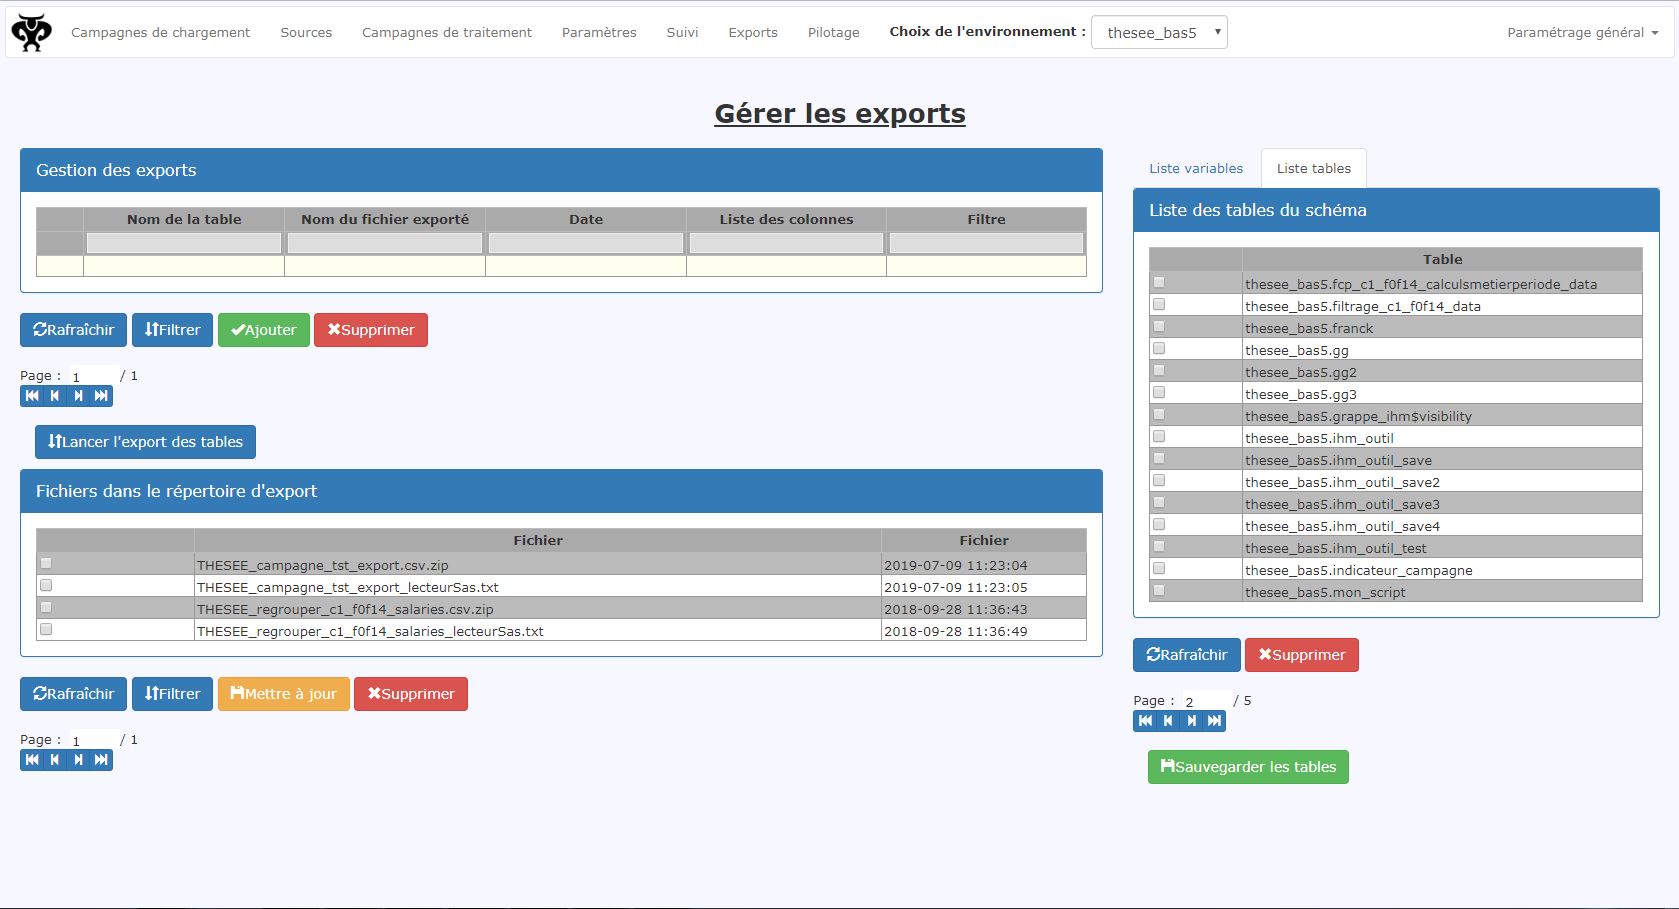 Campagnes de chargement Sources Campagnes de traitement Paramètres Suivi Exports Pilotage Choix de l'environnement : thesee_bas5 Paramétrage général
Gérer les exports
Gestion des exports
Nom de la table Nom du fichier exporté Date Liste des colonnes Filtre
Rafraîchir Filtrer Ajouter Supprimer
Page : 1 / 1
Lancer l'export des tables
Fichiers dans le répertoire d'export
Fichier Fichier
THESEE_campagne_tst_export.csv.zip 2019-07-09 11:23:04
THESEE_campagne_tst_export_lecteurSas.txt 2019-07-09 11:23:05
THESEE_regrouper_c1_f0f14_salaries.csv.zip 2018-09-28 11:36:43
THESEE_regrouper_c1_f0f14_salaries_lecteurSas.txt 2018-09-28 11:36:49
Rafraîchir Filtrer Mettre à jour Supprimer
Page : 1 / 1
Liste variables Liste tables
Liste des tables du schéma
Table
thesee_bas5.fcp_c1_f0f14_calculsmetierperiode_data
thesee_bas5.filtrage_c1_f0f14_data
thesee_bas5.franck
thesee_bas5.gg
thesee_bas5.gg2
thesee_bas5.gg3
thesee_bas5.grappe_ihm$visibility
thesee_bas5.ihm_outil
thesee_bas5.ihm_outil_save
thesee_bas5.ihm_outil_save2
thesee_bas5.ihm_outil_save3
thesee_bas5.ihm_outil_save4
thesee_bas5.ihm_outil_test
thesee_bas5.indicateur_campagne
thesee_bas5.mon_script
Rafraîchir Supprimer
Page : 2 / 5
Sauvegarder les tables